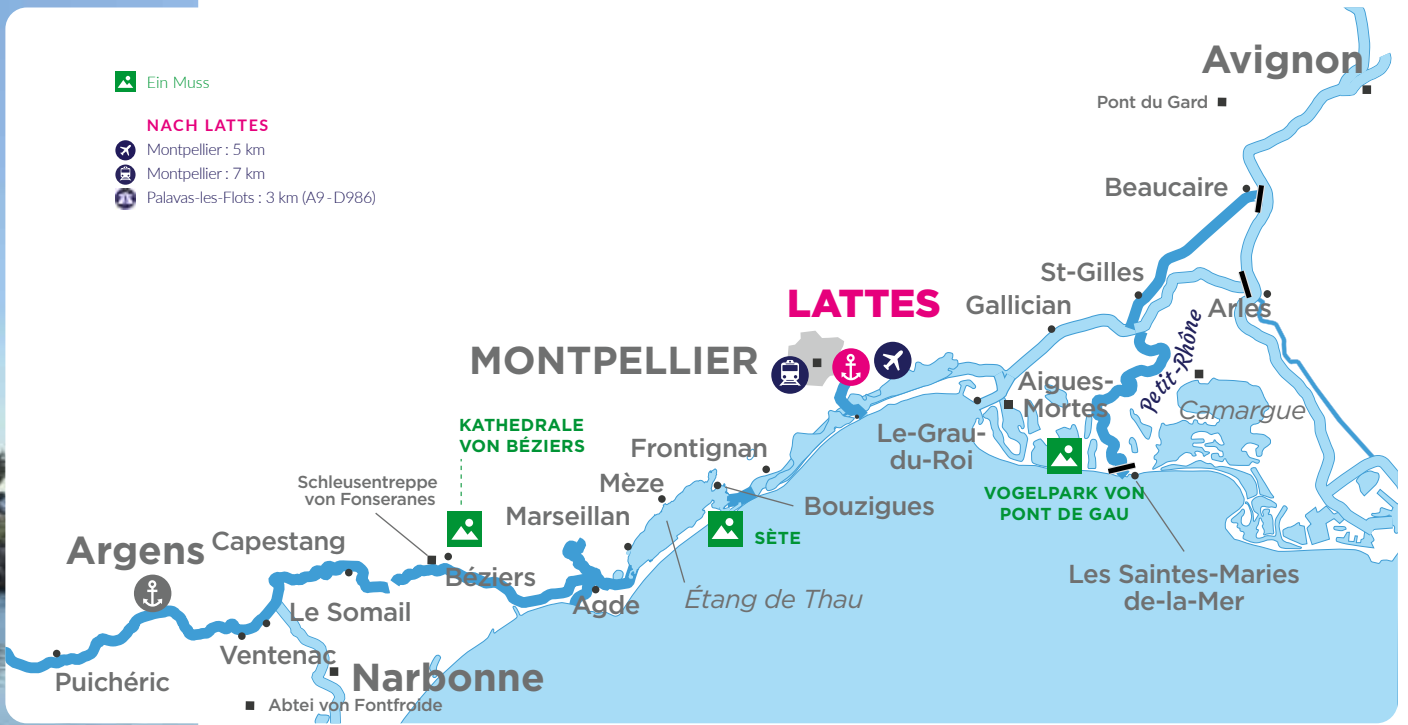 Ein Muss
NACH LATTES
Montpellier : 5 km
Montpellier : 7 km
Palavas-les-Flots : 3 km (A9 - D986)
Avignon
Pont du Gard
Beaucaire
St-Gilles
Arles
LATTES
Gallician
MONTPELLIER
Petit-Rhône
Aigues-
Mortes
Camargue
KATHEDRALE
VON BÉZIERS
Frontignan
Le-Grau-
du-Roi
Schleusentreppe
von Fonseranes
Mèze
Bouzigues
VOGELPARK VON
PONT DE GAU
Marseillan
SÈTE
Argens
Capestang
Béziers
Les Saintes-Maries
de-la-Mer
Étang de Thau
Agde
Le Somail
Ventenac
Puichéric
Narbonne
Abtei von Fontfroide